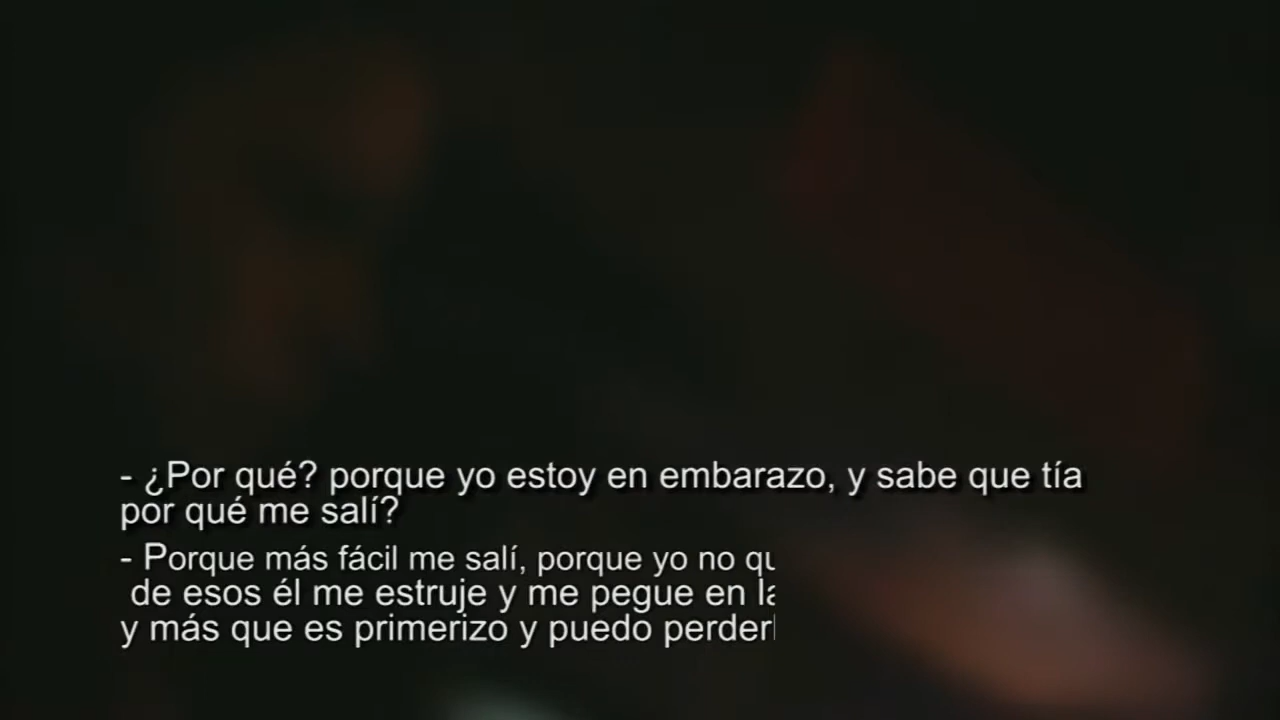 - ¿Por qué? porque yo estoy en embarazo, y sabe que tía
por qué me salí?
- Porque más fácil me salí, porque yo no
de esos él me estruje y me pegue en
y más que es primerizo y puedo